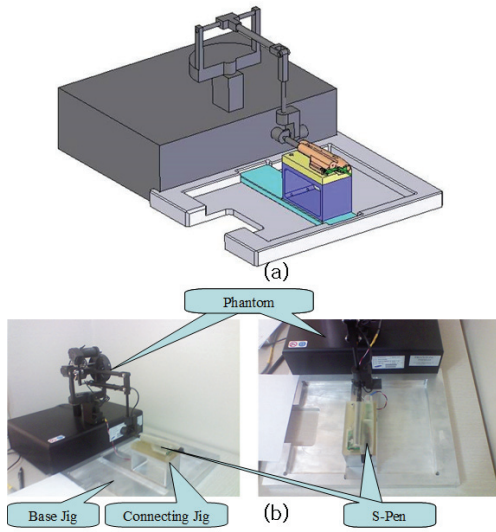 (a)
Phantom
Base Jig
Connecting Jig
(b)
S-Pen